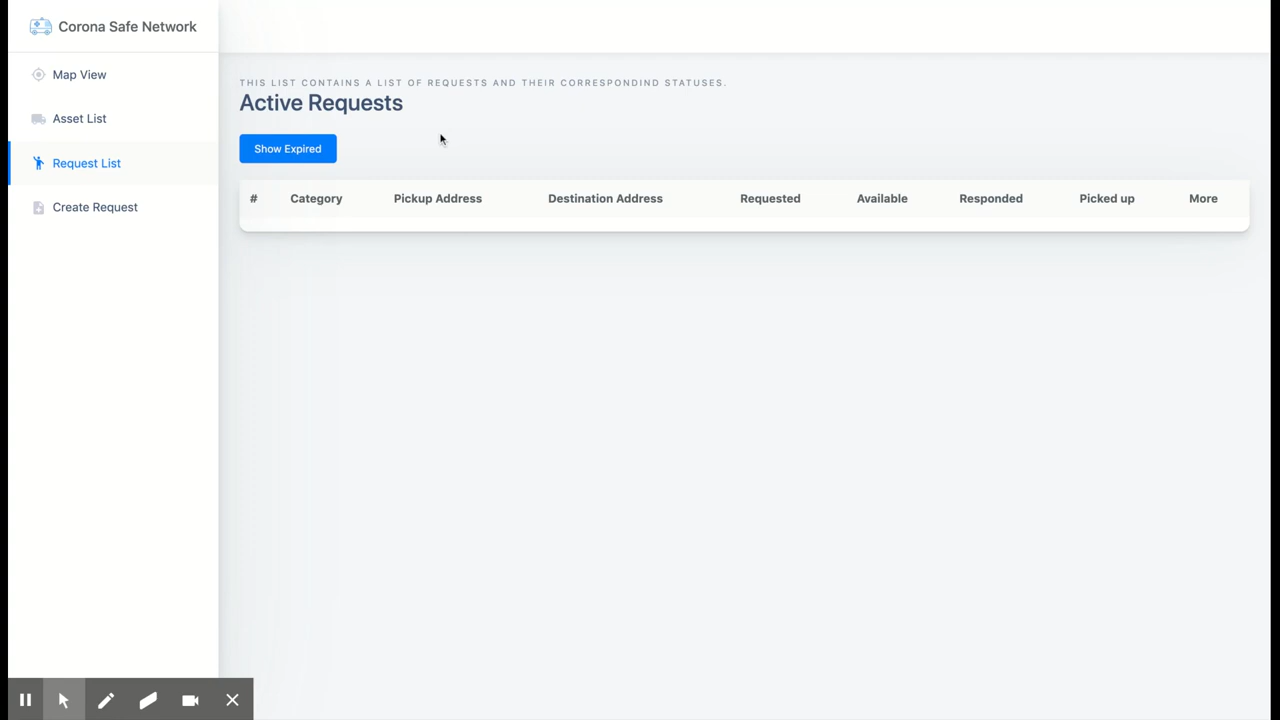 Corona Safe Network
Map View
Asset List
Request List
Create Request
THIS LIST CONTAINS A LIST OF REQUESTS AND THEIR CORRESPONDIND STATUSES.
Active Requests
Show Expired
# Category Pickup Address Destination Address Requested Available Responded Picked up More